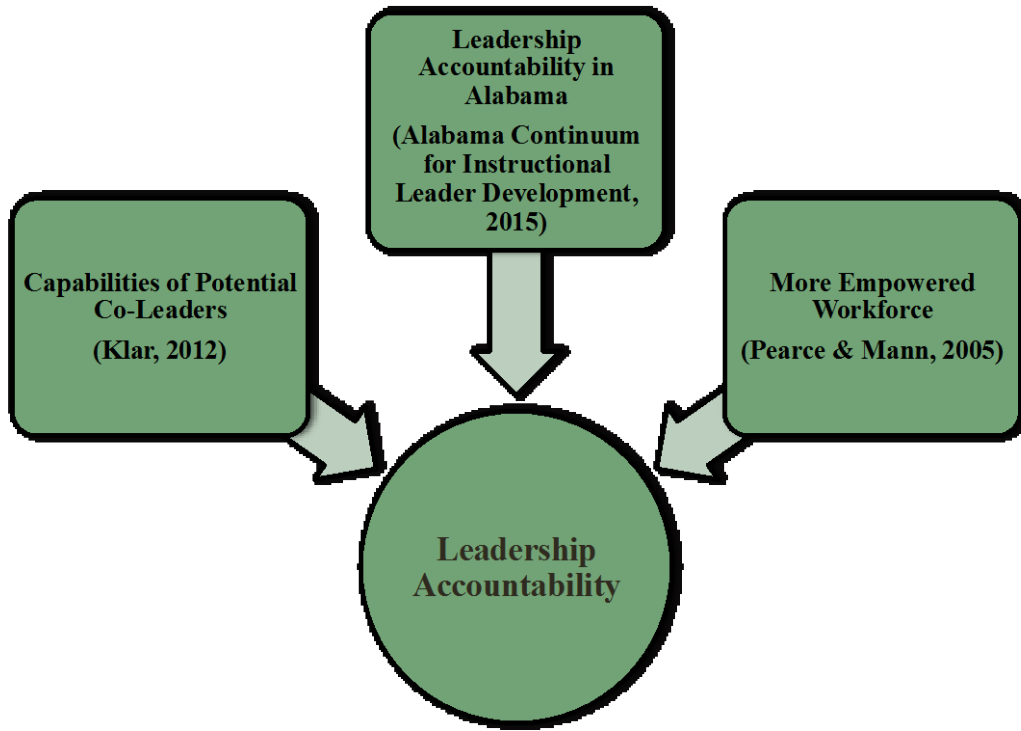 Leadership
Accountability in
Alabama
(Alabama Continuum
for Instructional
Leader Development,
2015)
Capabilities of Potential
Co-Leaders
(Klar, 2012)
More Empowered
Workforce
(Pearce & Mann, 2005)
Leadership
Accountability